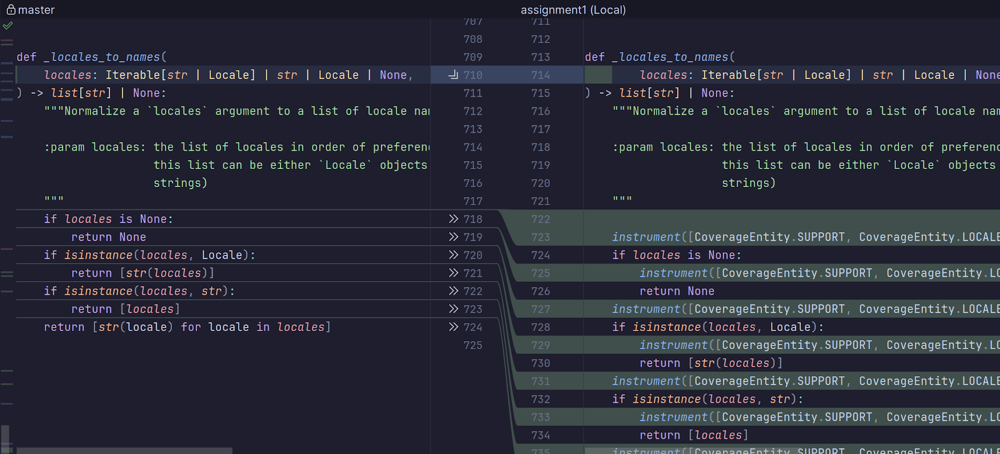 master
assignment1 (Local)
707 711
708 712
def _locales_to_names( 709 713 def _locales_to_names(
locales: Iterable[str | Locale] | str | Locale | None, 710 714 locales: Iterable[str | Locale] | str | Locale | None
) -> list[str] | None: 711 715 ) -> list[str] | None:
"""Normalize a `locales` argument to a list of locale nam 712 716 """Normalize a `locales` argument to a list of locale nam
713 717
:param locales: the list of locales in order of preferenc 714 718 :param locales: the list of locales in order of preferenc
this list can be either `Locale` objects 715 719 this list can be either `Locale` objects
strings) 716 720 strings)
""" 717 721 """
if locales is None: 718 722
return None 719 723 instrument([CoverageEntity.SUPPORT, CoverageEntity.LOCALE
if isinstance(locales, Locale): 720 724 if locales is None:
return [str(locales)] 721 725 instrument([CoverageEntity.SUPPORT, CoverageEntity.LO
if isinstance(locales, str): 722 726 return None
return [locales] 723 727 instrument([CoverageEntity.SUPPORT, CoverageEntity.LOCALE
return [str(locale) for locale in locales] 724 728 if isinstance(locales, Locale):
725 729 instrument([CoverageEntity.SUPPORT, CoverageEntity.LO
730 return [str(locales)]
731 instrument([CoverageEntity.SUPPORT, CoverageEntity.LOCALE
732 if isinstance(locales, str):
733 instrument([CoverageEntity.SUPPORT, CoverageEntity.LO
734 return [locales]
735 instrument([CoverageEntity.SUPPORT, CoverageEntity.LOCALE